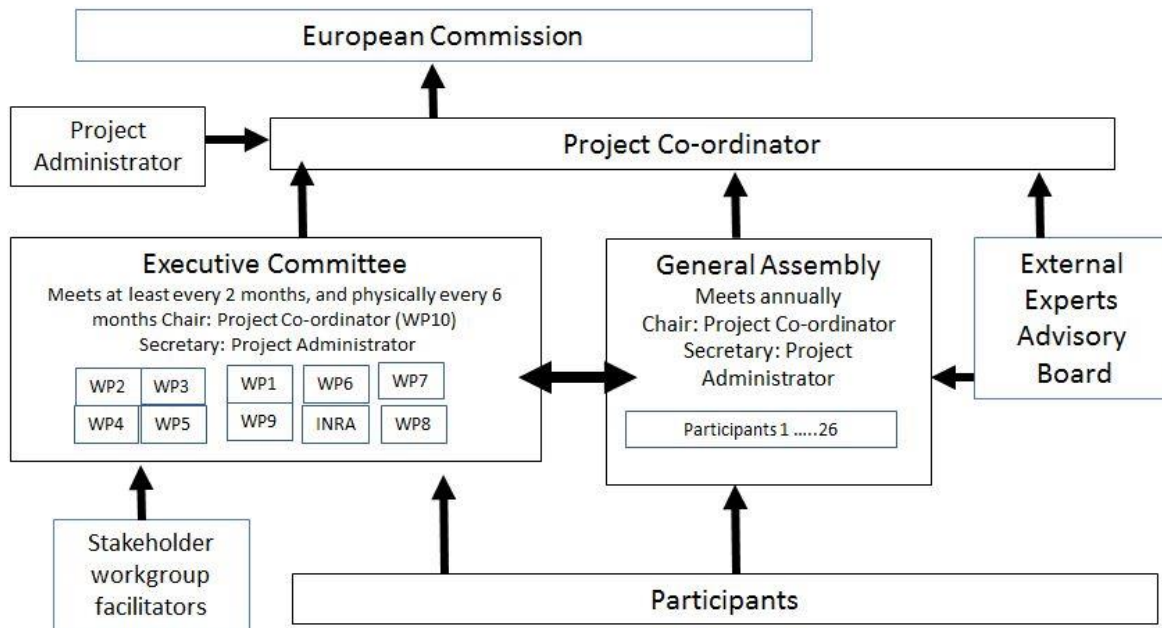 European Commission
Project
Administrator
Project Co-ordinator
Executive Committee
Meets at least every 2 months, and physically every 6
months Chair: Project Co-ordinator (WP10)
Secretary: Project Administrator
WP2 WP3 WP1 WP6 WP7
WP4 WP5 WP9 INRA WP8
General Assembly
Meets annually
Chair: Project Co-ordinator
Secretary: Project
Administrator
Participants 1 .....26
External
Experts
Advisory
Board
Stakeholder
workgroup
facilitators
Participants